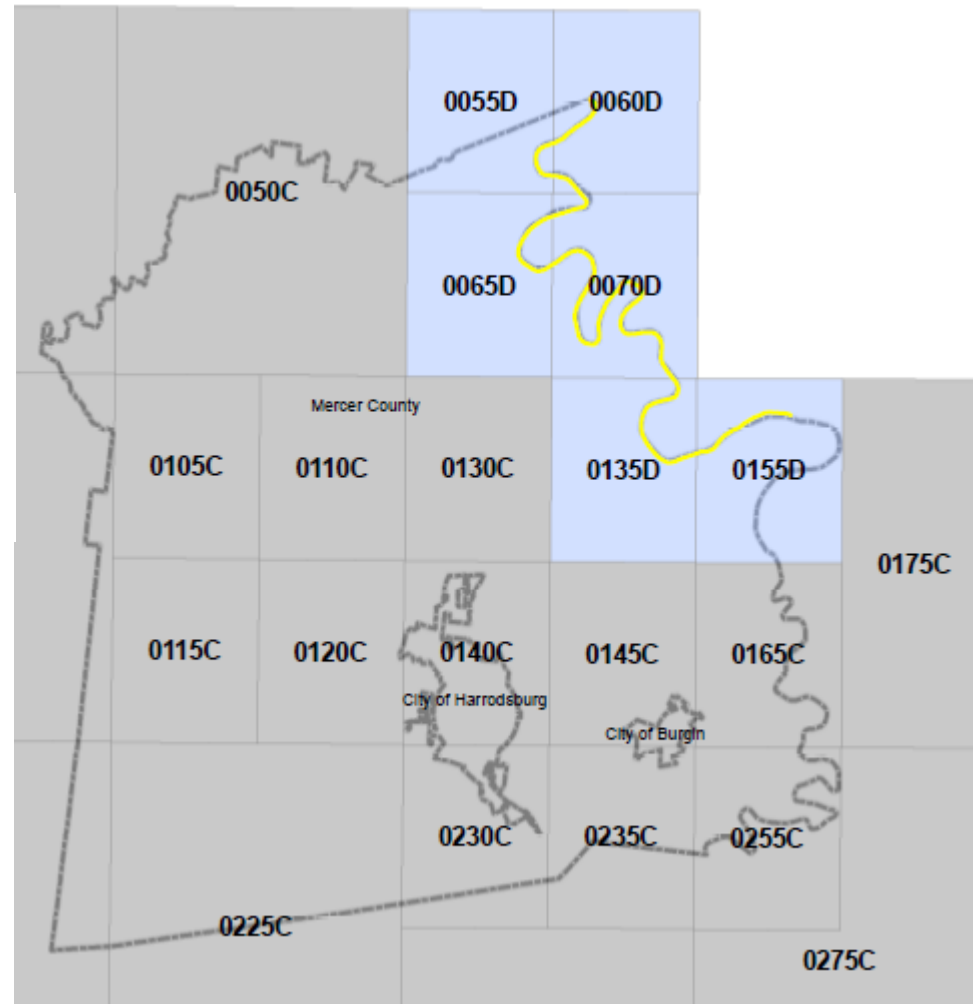 0055D
0060D
0050C
0065D
0070D
Mercer County
0105C
0110C
0130C
0135D
0155D
0175C
0115C
0120C
0140C
0145C
0165C
City of Harrodsburg
City of Burgin
0230C
0235C
0255C
0225C
0275C